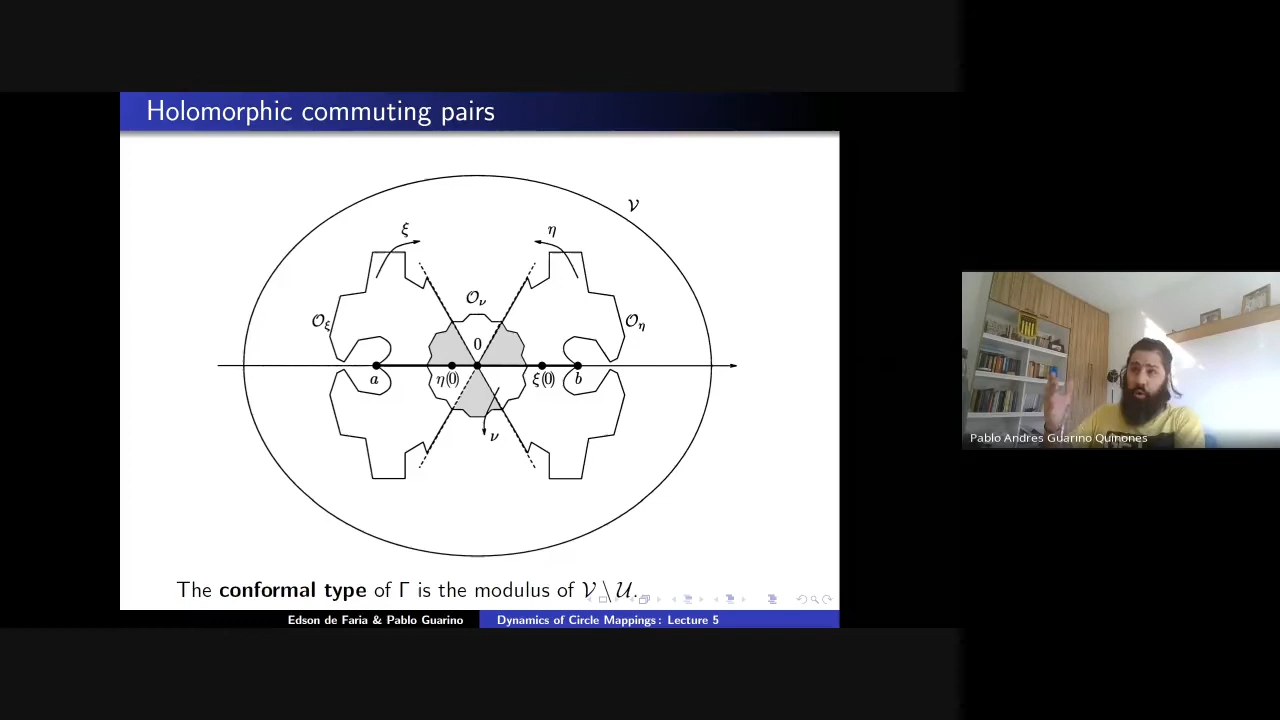 Holomorphic commuting pairs
𝒱
ξ η
𝒪_ν
𝒪_ξ 𝒪_η
0
a η(0) ξ(0) b
ν
The conformal type of Γ is the modulus of 𝒱 \ 𝒰.
Edson de Faria & Pablo Guarino Dynamics of Circle Mappings: Lecture 5
Pablo Andres Guarino Quinones